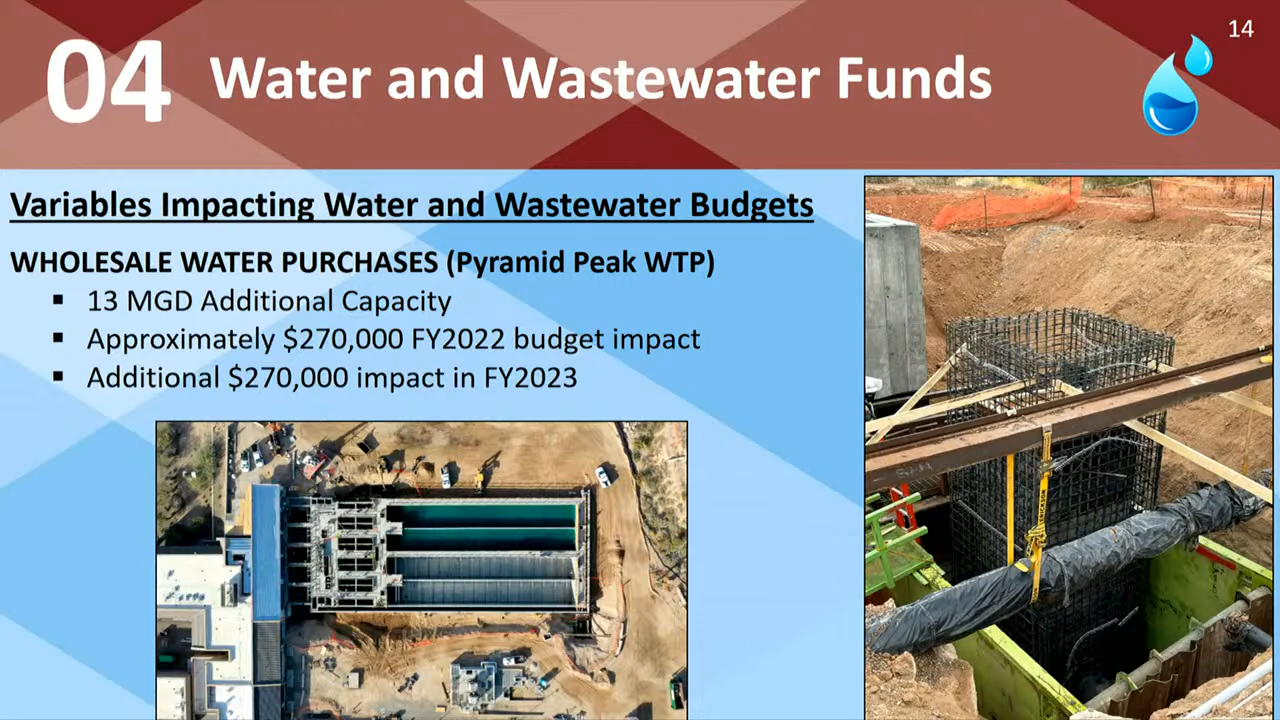 14
04 Water and Wastewater Funds
Variables Impacting Water and Wastewater Budgets
WHOLESALE WATER PURCHASES (Pyramid Peak WTP)
▪ 13 MGD Additional Capacity
▪ Approximately $270,000 FY2022 budget impact
▪ Additional $270,000 impact in FY2023